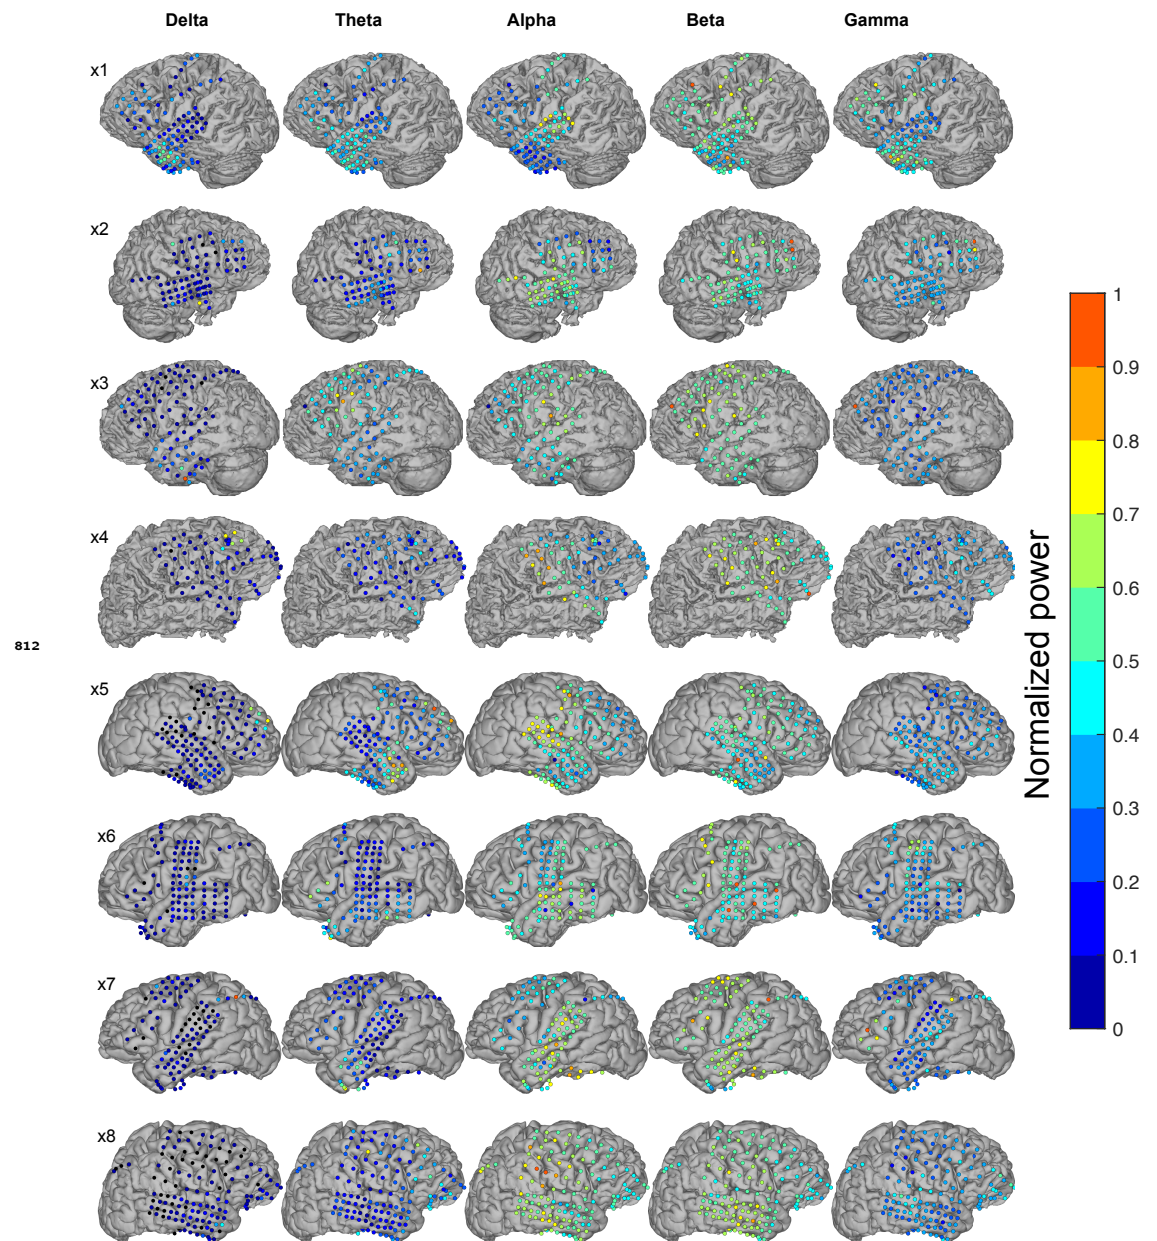 Delta Theta Alpha Beta Gamma
x1
x2
x3
x4
812
x5
x6
x7
x8
Normalized power
1
0.9
0.8
0.7
0.6
0.5
0.4
0.3
0.2
0.1
0